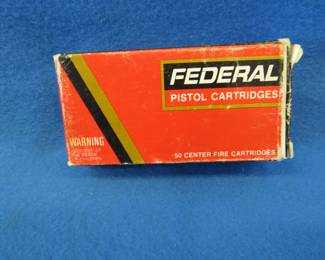 FEDERAL
PISTOL CARTRIDGES
WARNING
50 CENTER FIRE CARTRIDGES